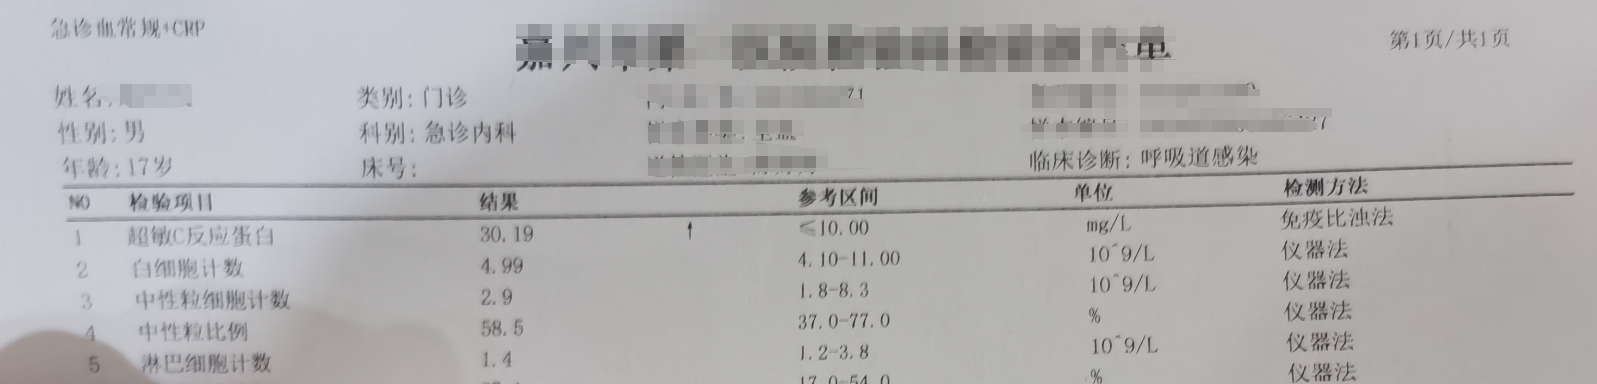 急诊血常规+CRP
第1页/共1页
单
姓名: 类别: 门诊 71
性别: 男 科别: 急诊内科
年龄: 17岁 床号: 临床诊断: 呼吸道感染
NO 检验项目 结果 参考区间 单位 检测方法
1 超敏C反应蛋白 30.19 ↑ ≤10.00 mg/L 免疫比浊法
2 白细胞计数 4.99 4.10-11.00 10^9/L 仪器法
3 中性粒细胞计数 2.9 1.8-8.3 10^9/L 仪器法
4 中性粒比例 58.5 37.0-77.0 % 仪器法
5 淋巴细胞计数 1.4 1.2-3.8 10^9/L 仪器法
17.0-54.0 % 仪器法